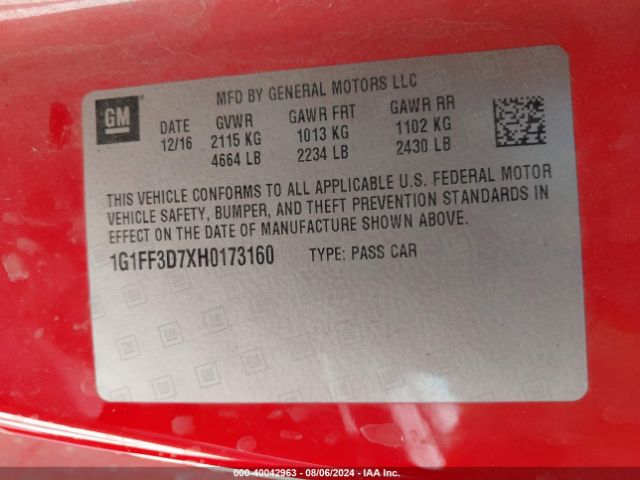 MFD BY GENERAL MOTORS LLC
GM
DATE GVWR GAWR FRT GAWR RR
12/16 2115 KG 1013 KG 1102 KG
4664 LB 2234 LB 2430 LB
THIS VEHICLE CONFORMS TO ALL APPLICABLE U.S. FEDERAL MOTOR
VEHICLE SAFETY, BUMPER, AND THEFT PREVENTION STANDARDS IN
EFFECT ON THE DATE OF MANUFACTURE SHOWN ABOVE.
1G1FF3D7XH0173160 TYPE: PASS CAR
000-40042963 - 08/06/2024 - IAA Inc.